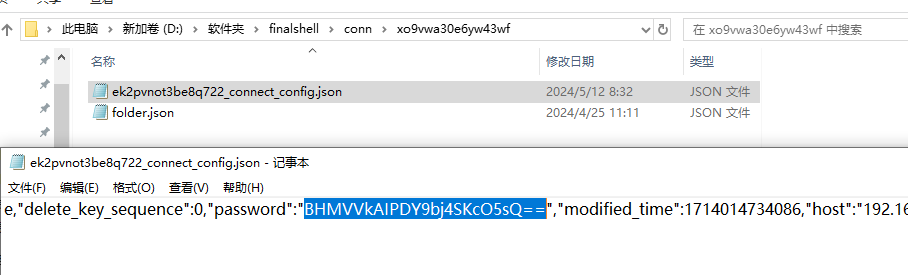 此电脑 > 新加卷 (D:) > 软件夹 > finalshell > conn > xo9vwa30e6yw43wf
在 xo9vwa30e6yw43wf 中搜索
名称 修改日期 类型
ek2pvnot3be8q722_connect_config.json 2024/5/12 8:32 JSON 文件
folder.json 2024/4/25 11:11 JSON 文件
ek2pvnot3be8q722_connect_config.json - 记事本
文件(F) 编辑(E) 格式(O) 查看(V) 帮助(H)
e,"delete_key_sequence":0,"password":"BHMVVkAIPDY9bj4SKcO5sQ==","modified_time":1714014734086,"host":"192.16